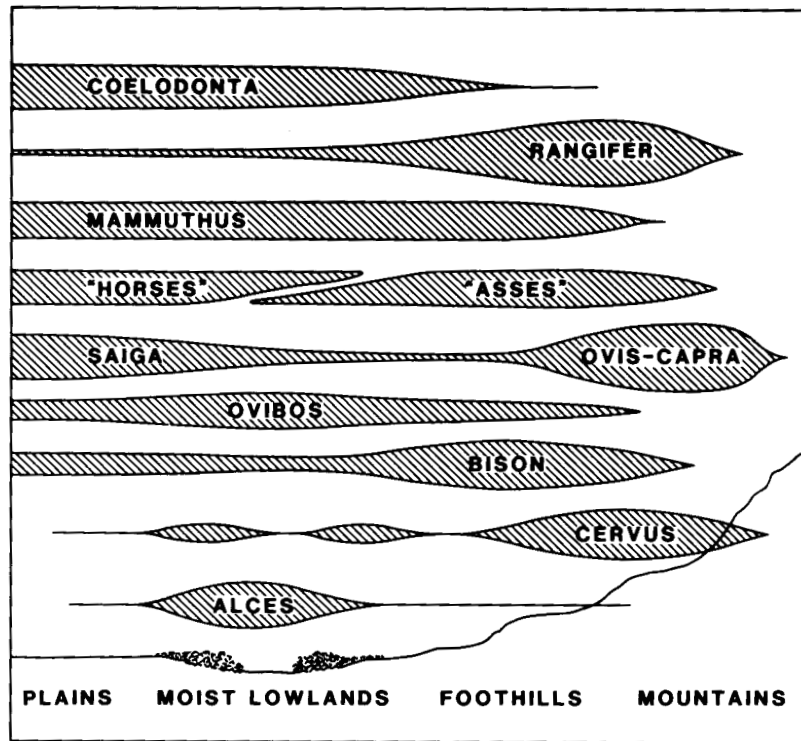 COELODONTA
RANGIFER
MAMMUTHUS
"HORSES" "ASSES"
SAIGA OVIS-CAPRA
OVIBOS
BISON
CERVUS
ALCES
PLAINS MOIST LOWLANDS FOOTHILLS MOUNTAINS